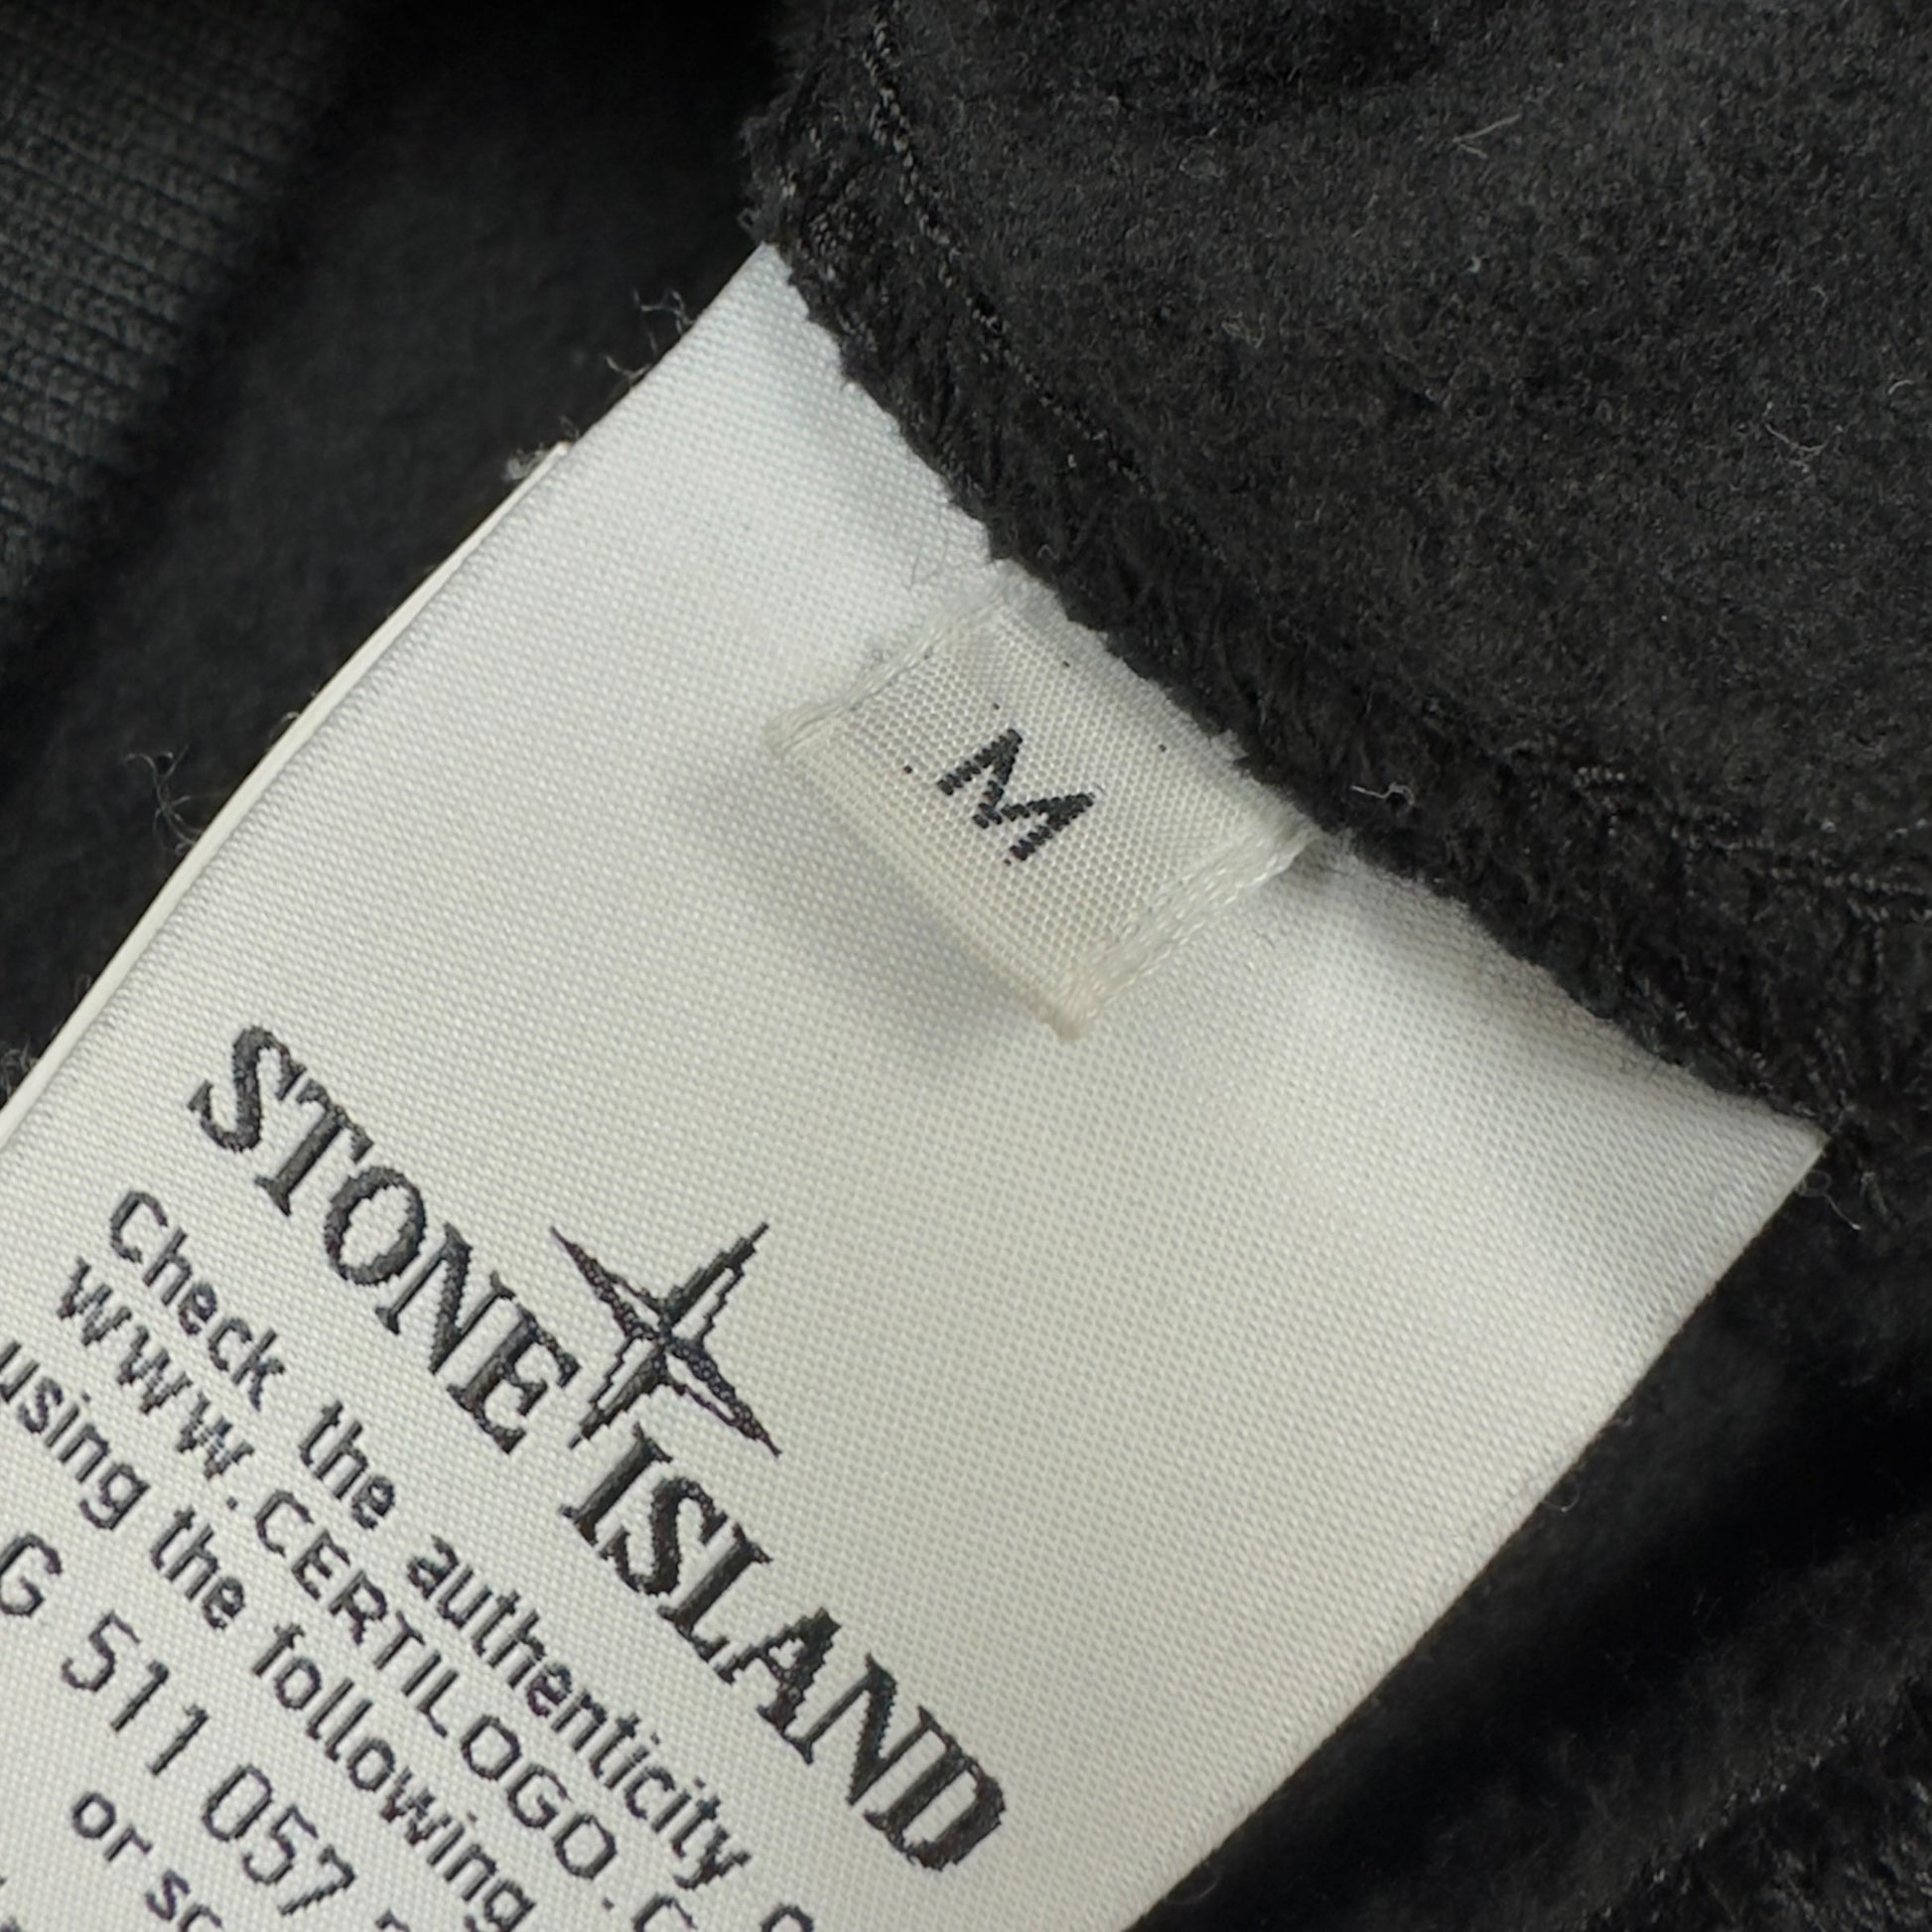 M
STONE ISLAND
Check the authenticity
WWW.CERTILOGO.C
using the following
G 511 057
or sc